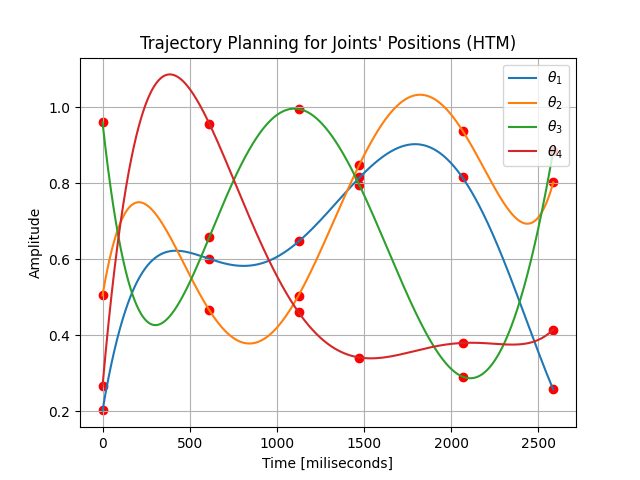 Trajectory Planning for Joints' Positions (HTM)
θ1
θ2
θ3
θ4
Amplitude
1.0
0.8
0.6
0.4
0.2
0 500 1000 1500 2000 2500
Time [miliseconds]